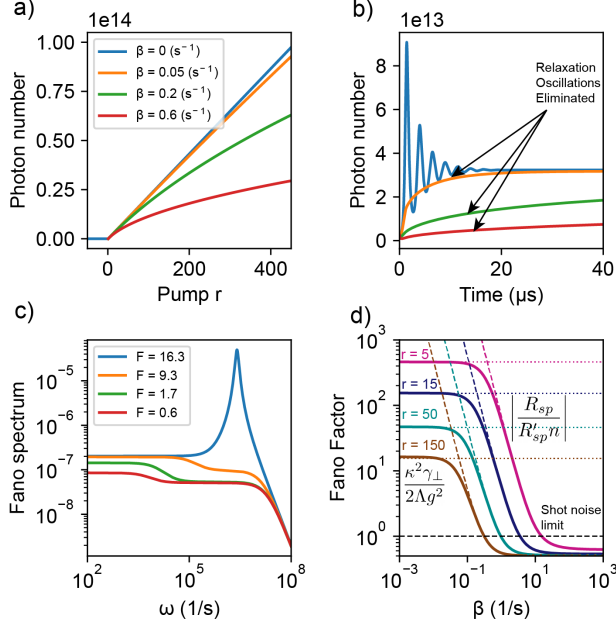 a)
1e14
Photon number
1.00
0.75
0.50
0.25
0.00
β = 0 (s⁻¹)
β = 0.05 (s⁻¹)
β = 0.2 (s⁻¹)
β = 0.6 (s⁻¹)
0
200
400
Pump r
b)
1e13
Photon number
8
6
4
2
0
Relaxation
Oscillations
Eliminated
0
20
40
Time (μs)
c)
Fano spectrum
10⁻⁵
10⁻⁶
10⁻⁷
10⁻⁸
F = 16.3
F = 9.3
F = 1.7
F = 0.6
10²
10⁵
10⁸
ω (1/s)
d)
Fano Factor
10³
10²
10¹
10⁰
r = 5
r = 15
r = 50
r = 150
|R_sp / R'_sp n|
κ²γ⊥ / 2Λg²
Shot noise
limit
10⁻³
10⁻¹
10¹
10³
β (1/s)